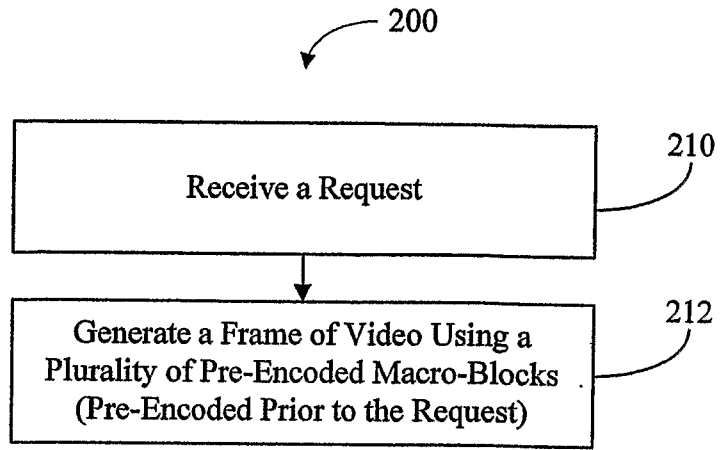 200
Receive a Request
210
Generate a Frame of Video Using a
Plurality of Pre-Encoded Macro-Blocks
(Pre-Encoded Prior to the Request)
212